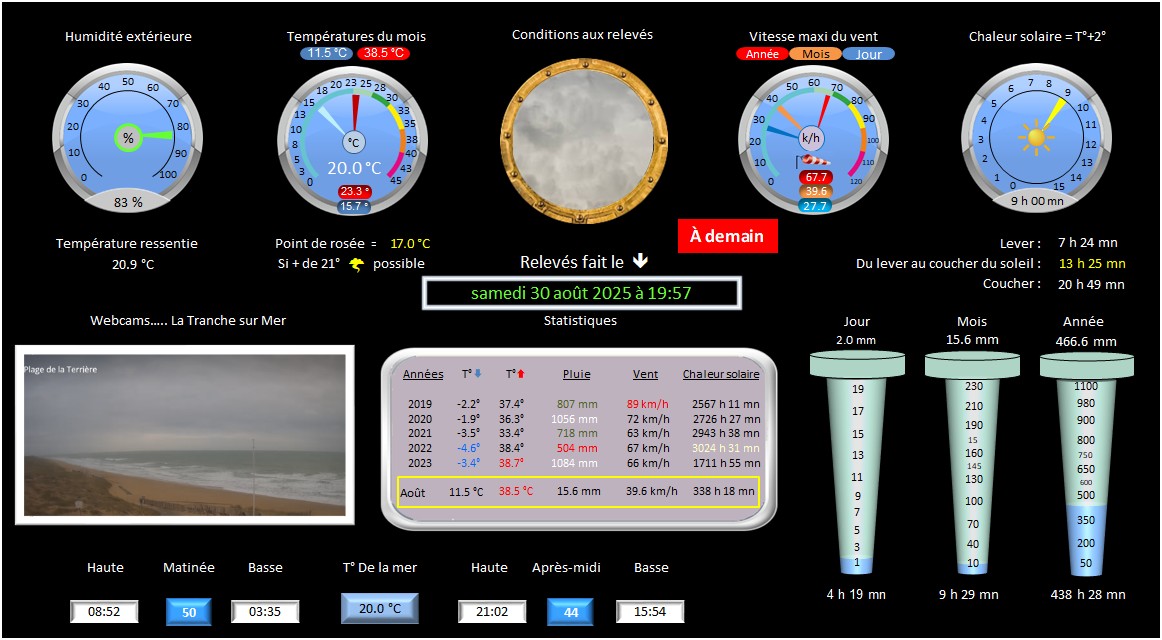 Humidité extérieure
Températures du mois
11.5 °C 38.5 °C
Conditions aux relevés
Vitesse maxi du vent
Année Mois Jour
Chaleur solaire = T°+2°
0 10 20 30 40 50 60 70 80 90 100
%
83 %
0 3 5 8 10 13 15 18 20 23 25 28 30 33 35 38 40 43 45
°C
20.0 °C
23.3 °
15.7 °
0 10 20 30 40 50 60 70 80 90 100 110 120
k/h
67.7
39.6
27.7
0 1 2 3 4 5 6 7 8 9 10 11 12 13 14 15
9 h 00 mn
À demain
Température ressentie
20.9 °C
Point de rosée = 17.0 °C
Si + de 21° possible
Relevés fait le
samedi 30 août 2025 à 19:57
Lever : 7 h 24 mn
Du lever au coucher du soleil : 13 h 25 mn
Coucher : 20 h 49 mn
Webcams….. La Tranche sur Mer
Plage de la Terrière
Statistiques
Années T° T° Pluie Vent Chaleur solaire
2019 -2.2° 37.4° 807 mm 89 km/h 2567 h 11 mn
2020 -1.9° 36.3° 1056 mm 72 km/h 2726 h 27 mn
2021 -3.5° 33.4° 718 mm 63 km/h 2943 h 38 mn
2022 -4.6° 38.4° 504 mm 67 km/h 3024 h 31 mn
2023 -3.4° 38.7° 1084 mm 66 km/h 1711 h 55 mn
Août 11.5 °C 38.5 °C 15.6 mm 39.6 km/h 338 h 18 mn
Jour
2.0 mm
19
17
15
13
11
9
7
5
3
1
4 h 19 mn
Mois
15.6 mm
230
210
190
15
160
145
130
100
70
40
10
9 h 29 mn
Année
466.6 mm
1100
980
900
800
750
650
600
500
350
200
50
438 h 28 mn
Haute Matinée Basse T° De la mer Haute Après-midi Basse
08:52 50 03:35 20.0 °C 21:02 44 15:54